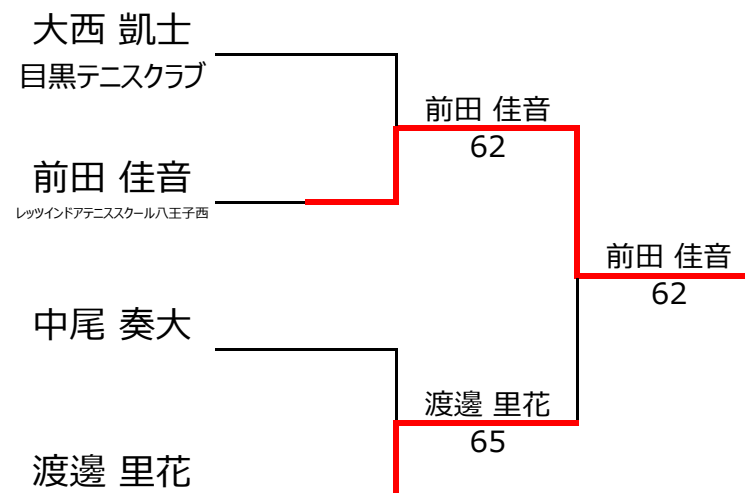 大西 凱士
目黒テニスクラブ
前田 佳音
62
前田 佳音
レッツインドアテニススクール八王子西
前田 佳音
62
中尾 奏大
渡邊 里花
65
渡邊 里花